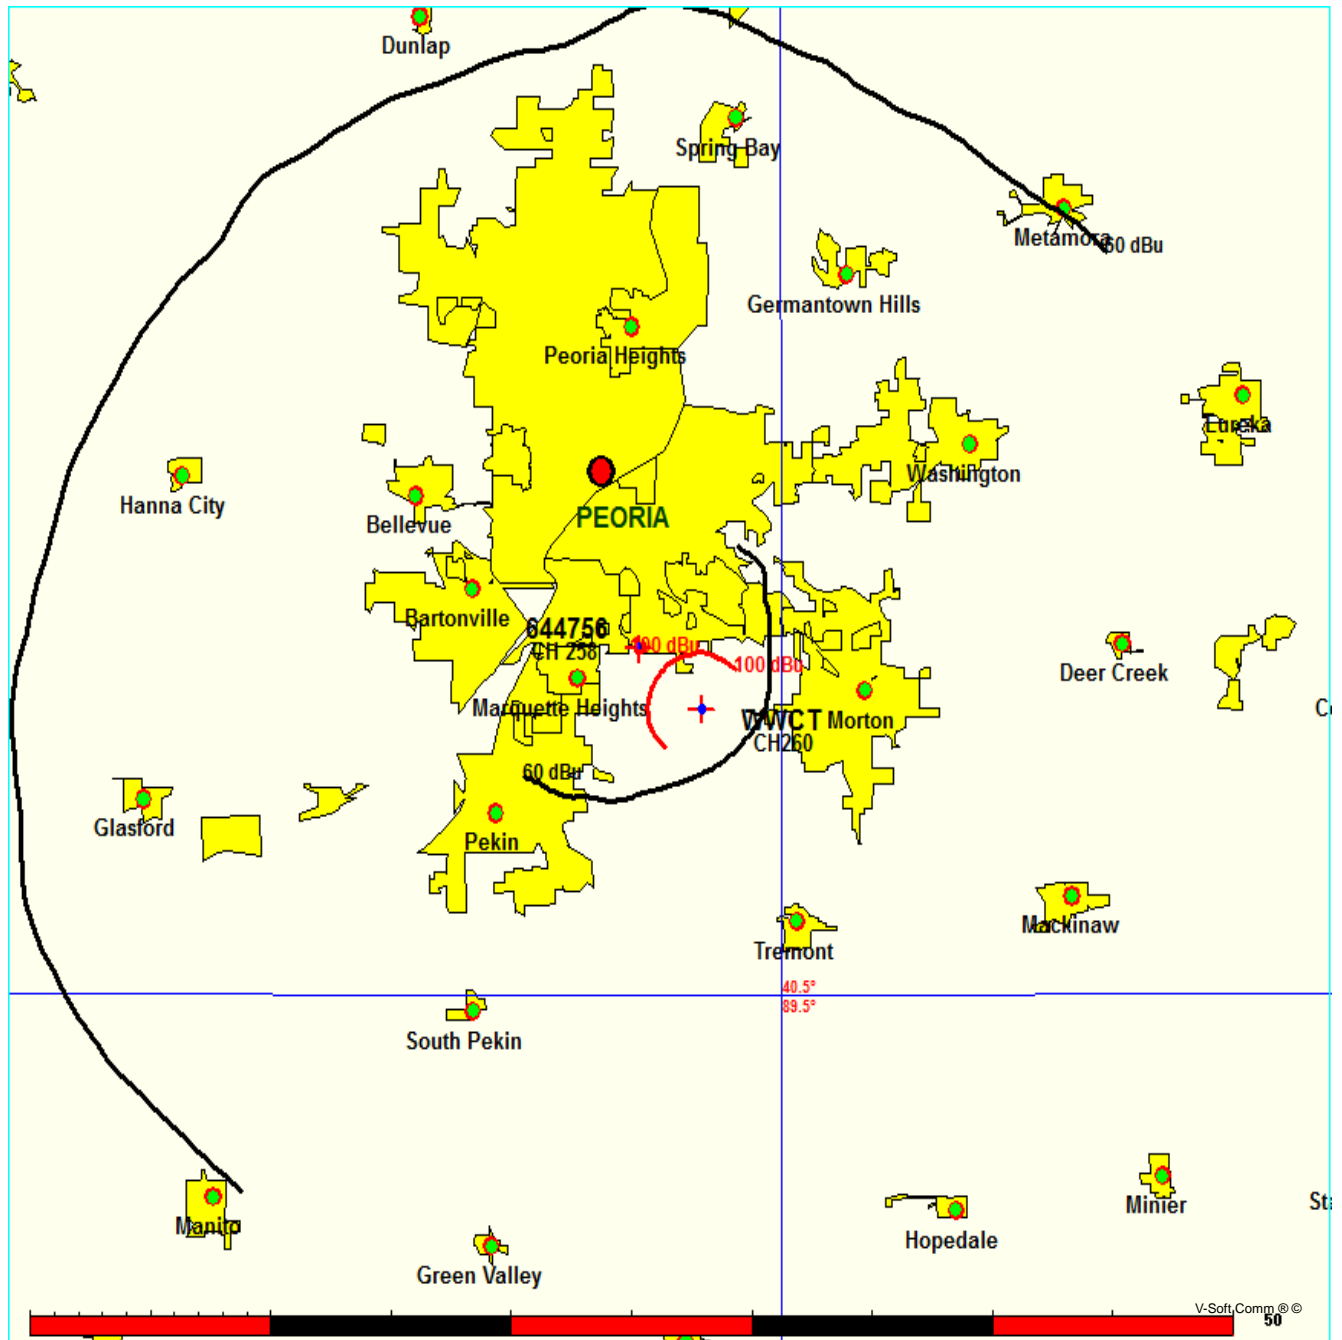 Dunlap
Spring Bay
Metamora
60 dBu
Germantown Hills
Peoria Heights
Eureka
Washington
Hanna City
Bellevue
PEORIA
Bartonville
644756
CH 258
100 dBu
100 dBu
Deer Creek
Marquette Heights
WWCT
Morton
CH260
60 dBu
Glasford
Pekin
Mackinaw
Tremont
40.5°
89.5°
South Pekin
Minier
Manito
Hopedale
Green Valley
V-Soft Comm ® ©
50